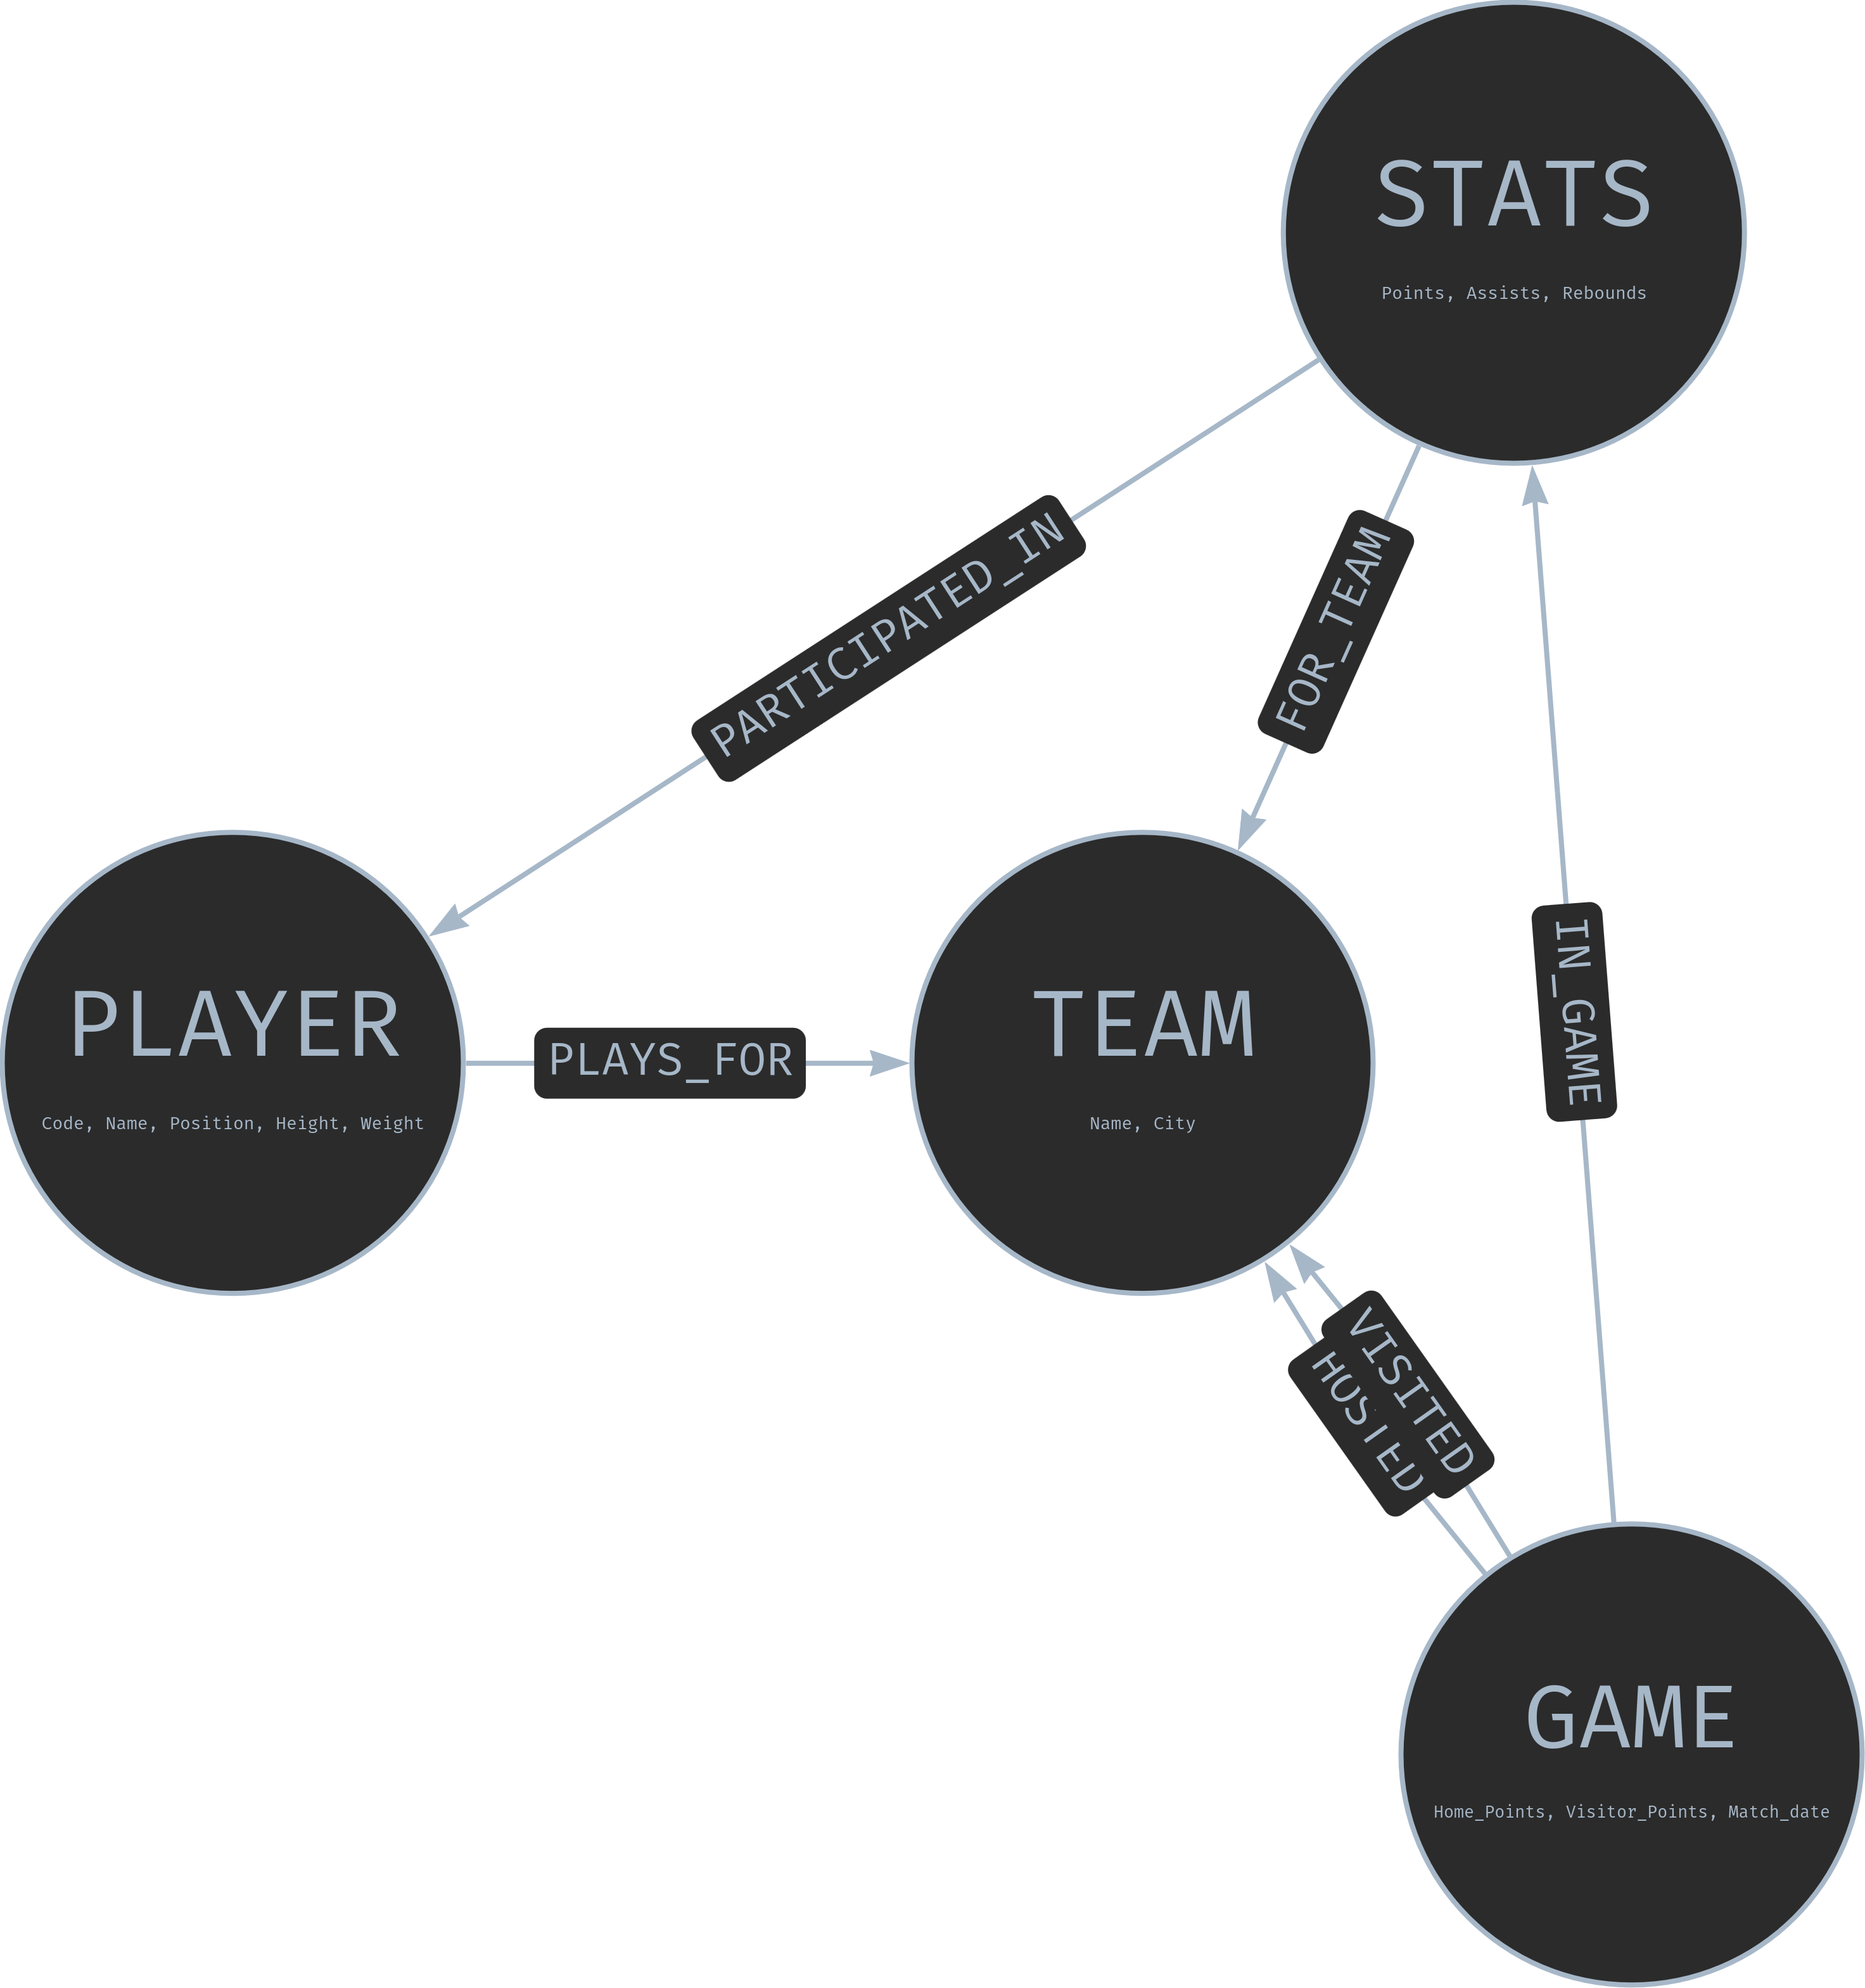 STATS
Points, Assists, Rebounds
PARTICIPATED_IN
FOR_TEAM
PLAYER
Code, Name, Position, Height, Weight
PLAYS_FOR
TEAM
Name, City
IN_GAME
VISITED
HOSTED
GAME
Home_Points, Visitor_Points, Match_date